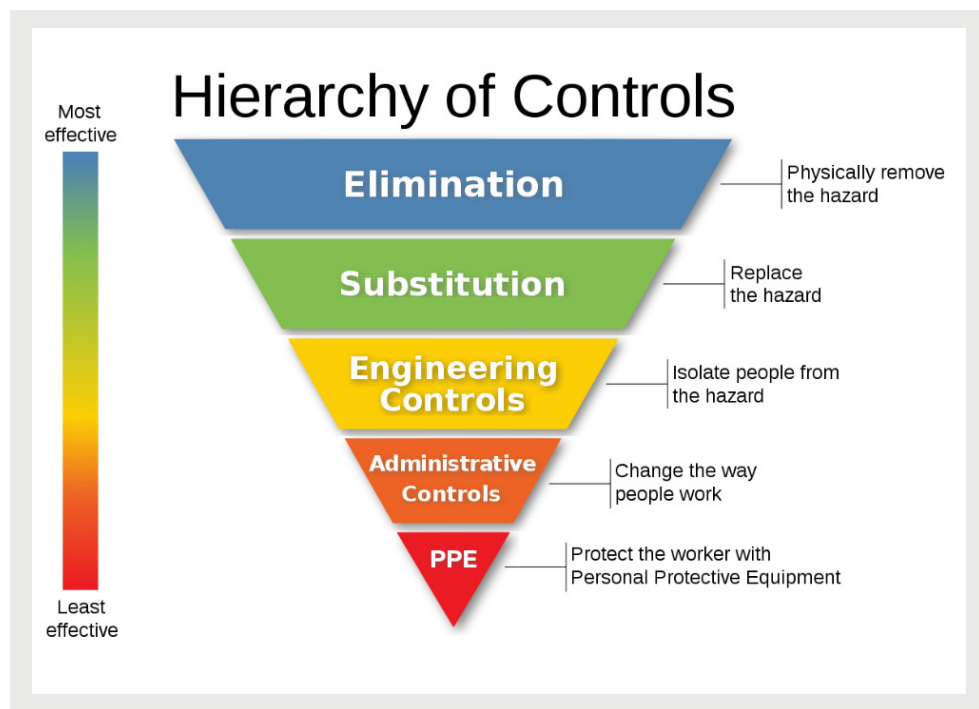 Hierarchy of Controls
Most
effective
Elimination
Physically remove
the hazard
Substitution
Replace
the hazard
Engineering
Controls
Isolate people from
the hazard
Administrative
Controls
Change the way
people work
PPE
Protect the worker with
Personal Protective Equipment
Least
effective